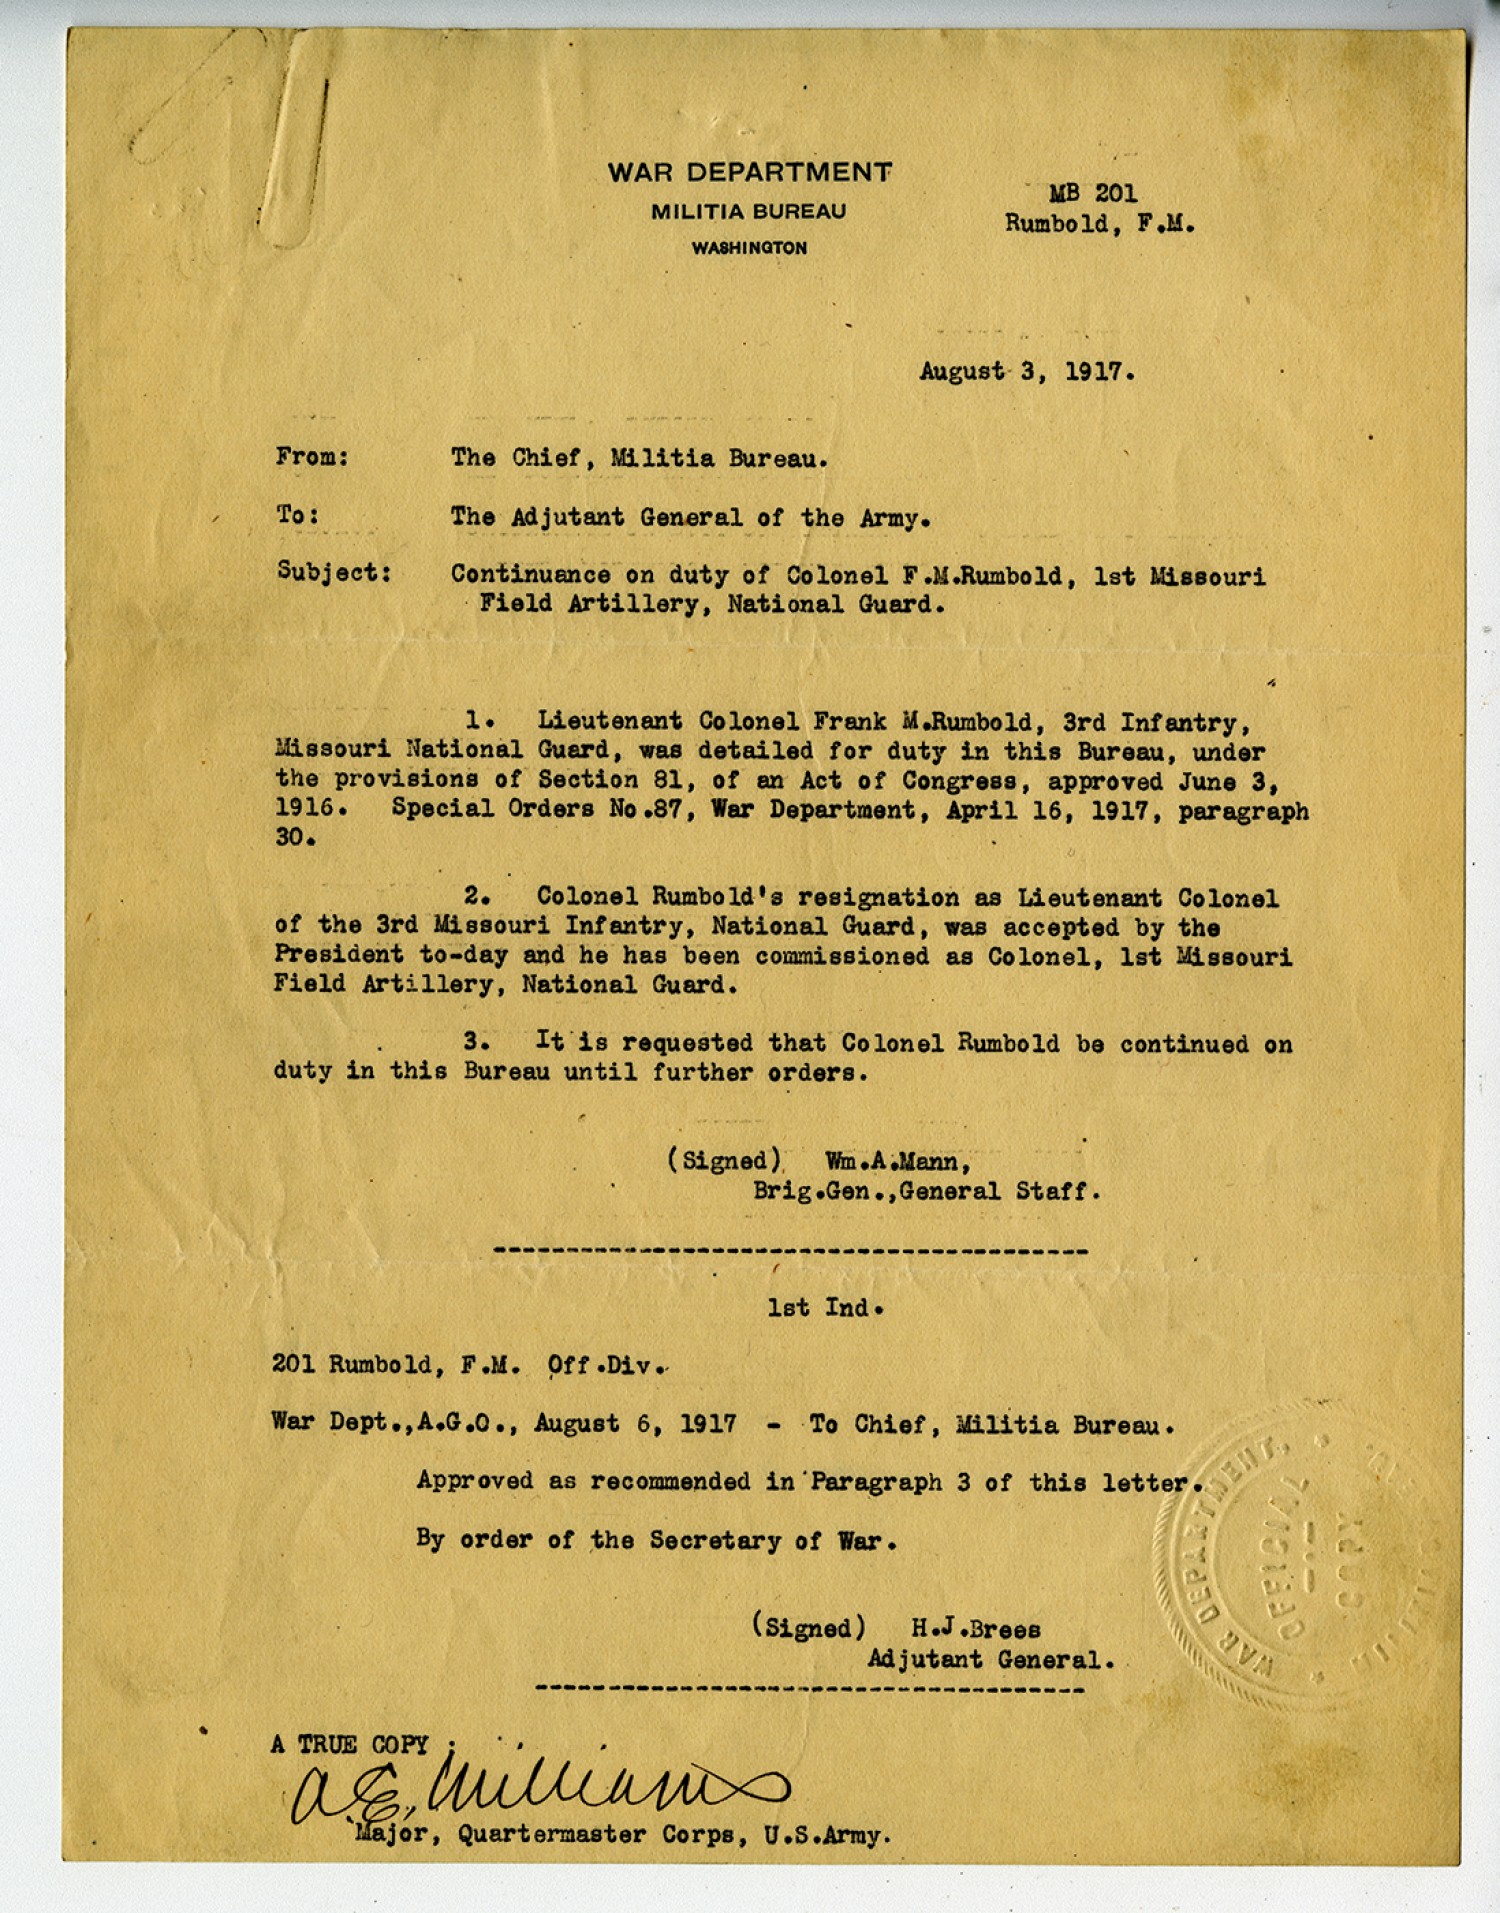 WAR DEPARTMENT
MILITIA BUREAU
WASHINGTON
MB 201
Rumbold, F.M.
August 3, 1917.
From: The Chief, Militia Bureau.
To: The Adjutant General of the Army.
Subject: Continuance on duty of Colonel F.M.Rumbold, 1st Missouri
Field Artillery, National Guard.
1. Lieutenant Colonel Frank M.Rumbold, 3rd Infantry,
Missouri National Guard, was detailed for duty in this Bureau, under
the provisions of Section 81, of an Act of Congress, approved June 3,
1916. Special Orders No.87, War Department, April 16, 1917, paragraph
30.
2. Colonel Rumbold's resignation as Lieutenant Colonel
of the 3rd Missouri Infantry, National Guard, was accepted by the
President to-day and he has been commissioned as Colonel, 1st Missouri
Field Artillery, National Guard.
3. It is requested that Colonel Rumbold be continued on
duty in this Bureau until further orders.
(Signed) Wm.A.Mann,
Brig.Gen.,General Staff.
1st Ind.
201 Rumbold, F.M. Off.Div.
War Dept.,A.G.O., August 6, 1917 - To Chief, Militia Bureau.
Approved as recommended in Paragraph 3 of this letter.
By order of the Secretary of War.
(Signed) H.J.Brees
Adjutant General.
WAR DEPARTMENT.
OFFICIAL
COPY
A TRUE COPY :
A.E. Williams
Major, Quartermaster Corps, U.S.Army.